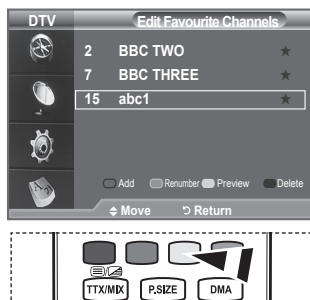 DTV
Edit Favourite Channels
2 BBC TWO ★
7 BBC THREE ★
15 abc1 ★
Add Renumber Preview Delete
Move Return
TTX/MIX P.SIZE DMA